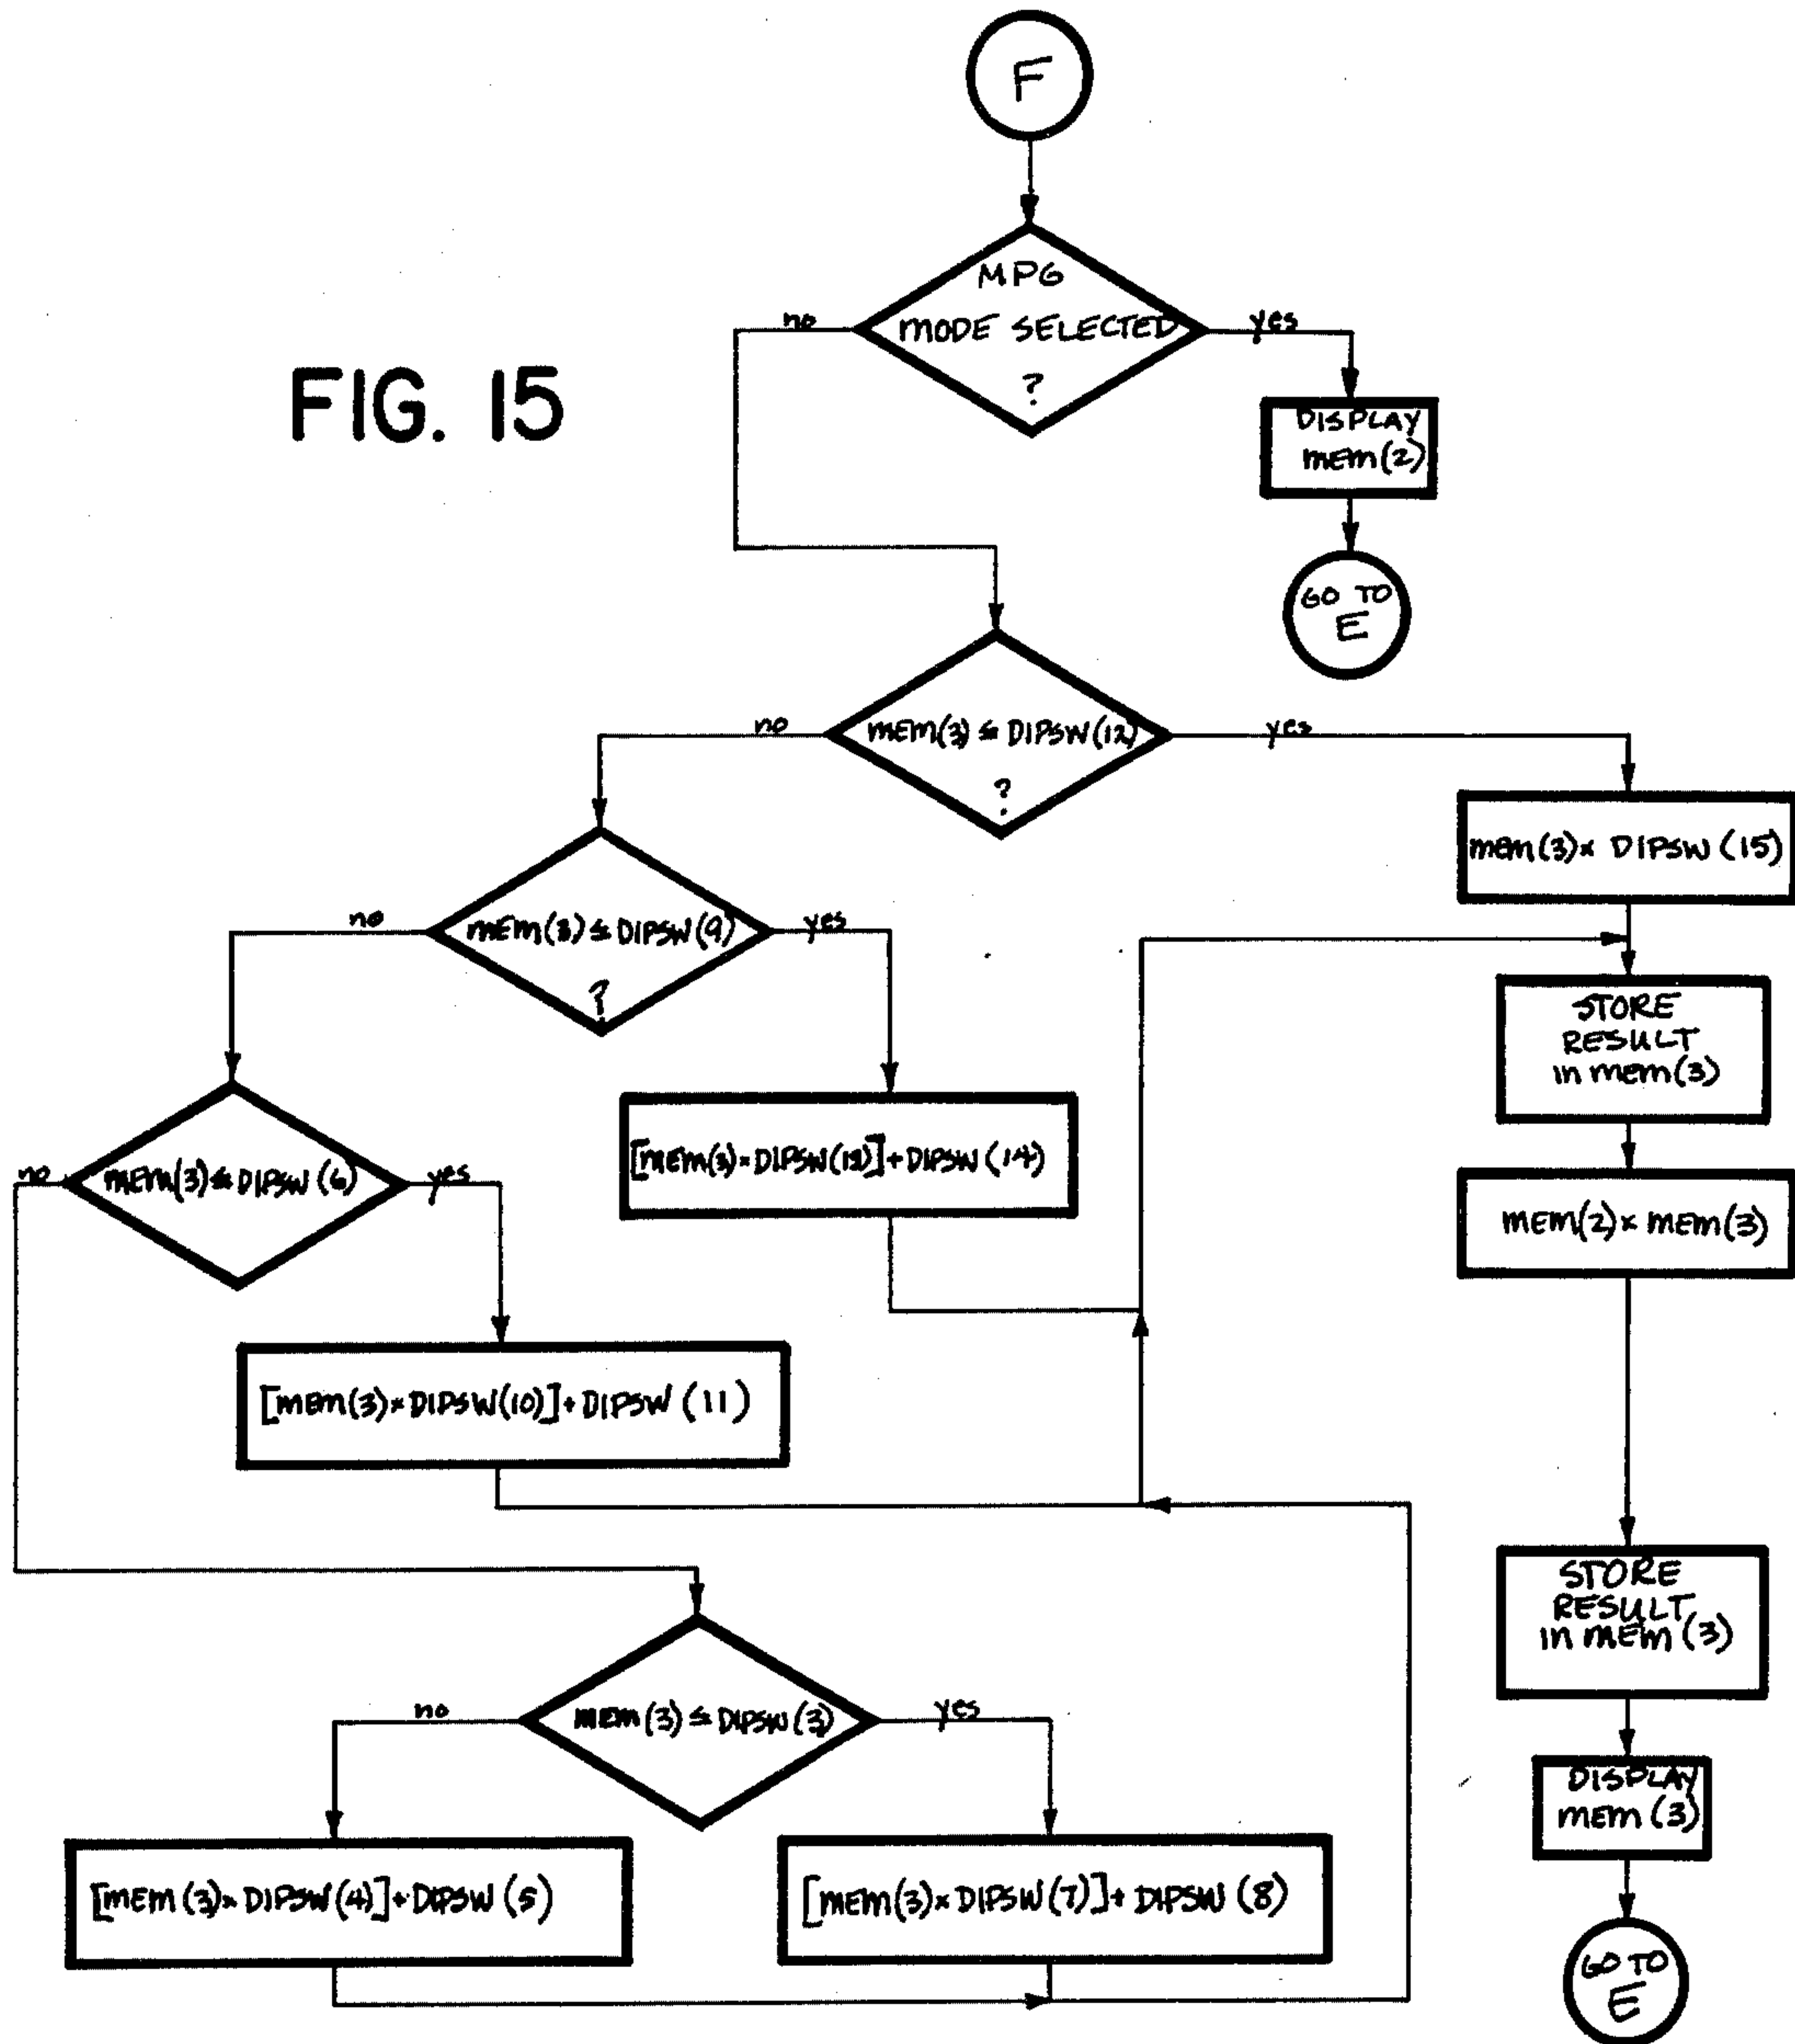 F
MPG
MODE SELECTED
?
no
yes
FIG. 15
DISPLAY
mem(2)
GO TO
E
mem(3) ≤ DIPSW(12)
?
no
yes
mem(3) × DIPSW (15)
mem(3) ≤ DIPSW(9)
?
no
yes
STORE
RESULT
in mem(3)
[mem(3) × DIPSW(13)] + DIPSW (14)
mem(3) ≤ DIPSW (6)
no
yes
mem(2) × mem(3)
[mem(3) × DIPSW(10)] + DIPSW (11)
STORE
RESULT
in mem (3)
mem (3) ≤ DIPSW (3)
no
yes
DISPLAY
mem (3)
[mem (3) × DIPSW (4)] + DIPSW (5)
[mem (3) × DIPSW (7)] + DIPSW (8)
GO TO
E